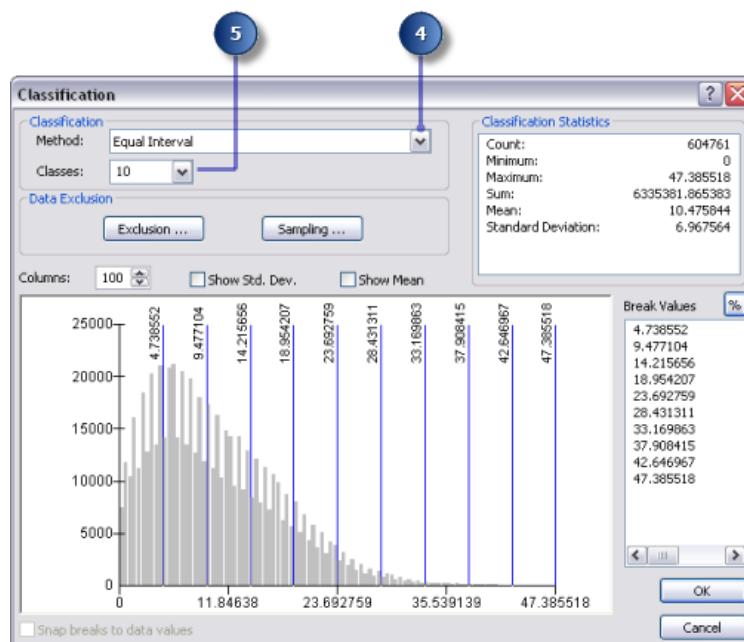 5
4
Classification
Classification
Method:
Equal Interval
Classes:
10
Data Exclusion
Exclusion ...
Sampling ...
Classification Statistics
Count: 604761
Minimum: 0
Maximum: 47.385518
Sum: 6335381.865383
Mean: 10.475844
Standard Deviation: 6.967564
Columns:
100
Show Std. Dev.
Show Mean
Break Values
%
25000
20000
15000
10000
5000
0
4.738552
9.477104
14.215656
18.954207
23.692759
28.431311
33.169863
37.908415
42.646967
47.385518
0
11.84638
23.692759
35.539139
47.385518
4.738552
9.477104
14.215656
18.954207
23.692759
28.431311
33.169863
37.908415
42.646967
47.385518
OK
Cancel
Snap breaks to data values